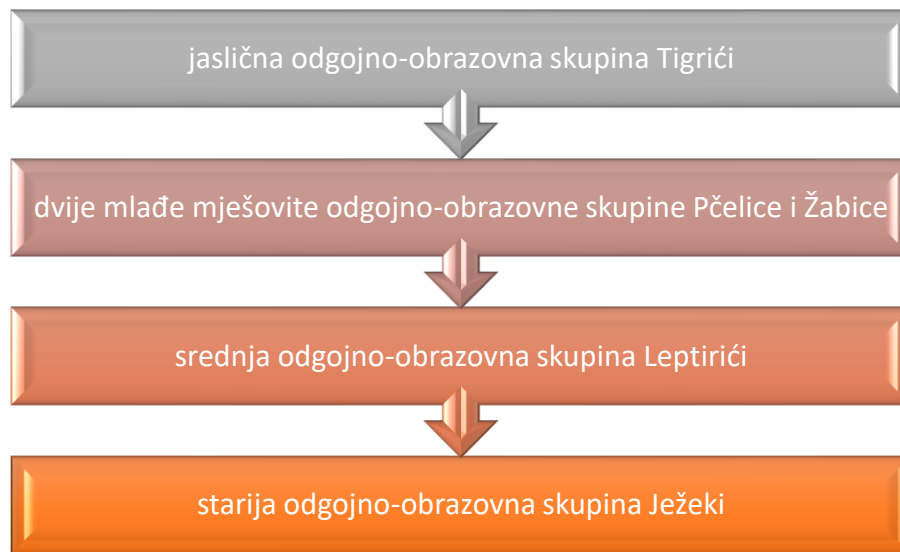 jaslična odgojno-obrazovna skupina Tigrići
dvije mlađe mješovite odgojno-obrazovne skupine Pčelice i Žabice
srednja odgojno-obrazovna skupina Leptirići
starija odgojno-obrazovna skupina Ježeki